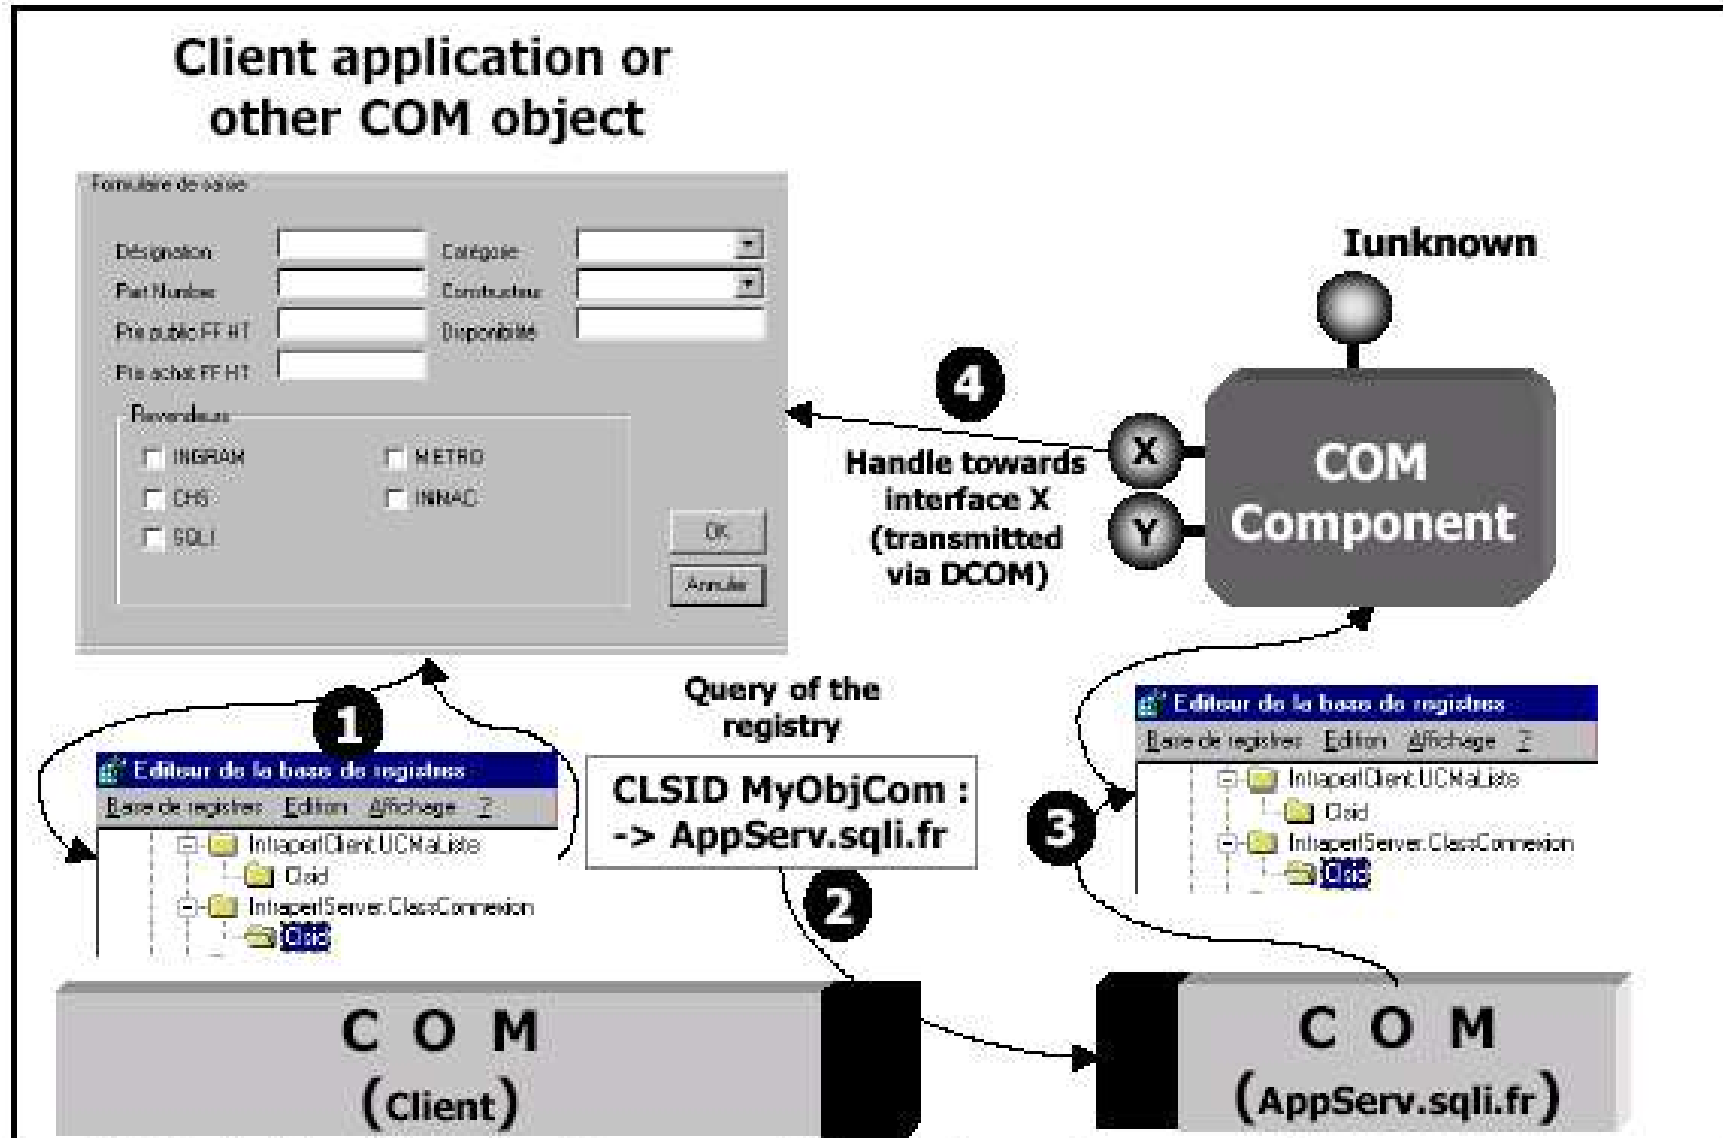 Client application or
other COM object
Formulaire de saisie
Désignation
Catégorie
Part Number
Constructeur
Prix public FF HT
Disponibilité
Prix achat FF HT
Revendeurs
INGRAM
METRO
CHS
INMAC
SQLI
OK
Annuler
Iunknown
4
X
Y
Handle towards
interface X
(transmitted
via DCOM)
COM
Component
1
Query of the
registry
CLSID MyObjCom :
-> AppServ.sqli.fr
2
3
Editeur de la base de registres
Base de registres Edition Affichage ?
IntraperfClient.UCMaListe
Clsid
IntraperfServer.ClassConnexion
Clsid
Editeur de la base de registres
Base de registres Edition Affichage ?
IntraperfClient.UCMaListe
Clsid
IntraperfServer.ClassConnexion
Clsid
C O M
(Client)
C O M
(AppServ.sqli.fr)